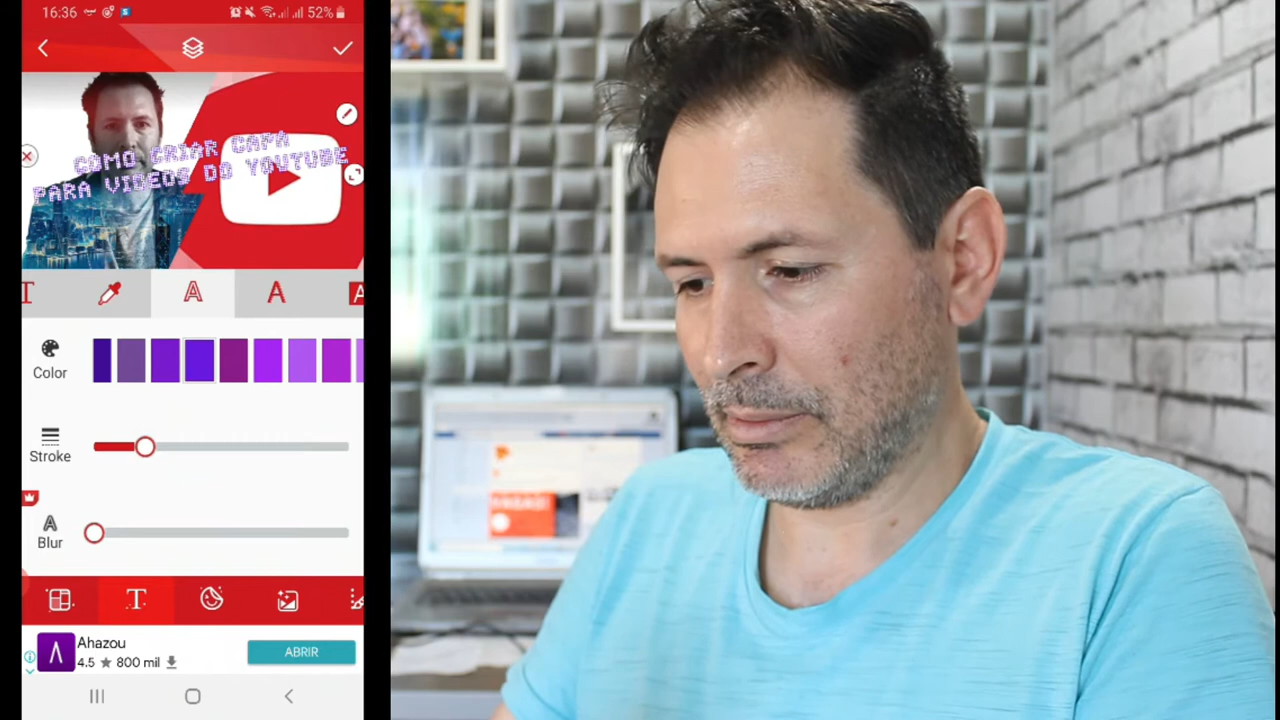 16:36
52%
COMO CRIAR CAPA
PARA VIDEOS DO YOUTUBE
Color
Stroke
Blur
Ahazou
4.5 ★ 800 mil
ABRIR